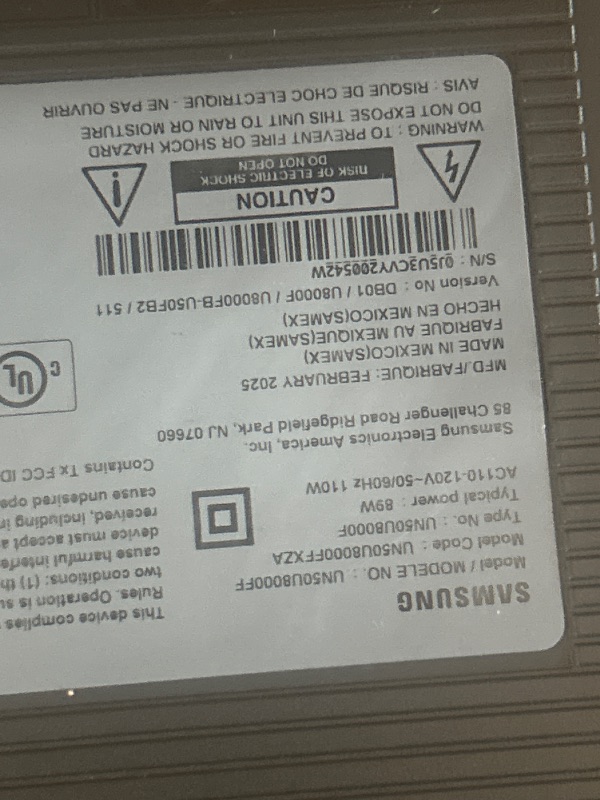 SAMSUNG
Model / MODELE NO. : UN50U8000FF
Model Code : UN50U8000FFXZA
Type No. : UN50U8000F
Typical power : 89W
AC110-120V~50/60Hz 110W
Samsung Electronics America, Inc.
85 Challenger Road Ridgefield Park, NJ 07660
MFD./FABRIQUE: FEBRUARY 2025
MADE IN MEXICO(SAMEX)
FABRIQUE AU MEXIQUE(SAMEX)
HECHO EN MEXICO(SAMEX)
Version No : DB01 / U8000F / U8000FB-U50FB2 / 511
S/N : 0J5U3CVY200542W
CAUTION
RISK OF ELECTRIC SHOCK
DO NOT OPEN
WARNING : TO PREVENT FIRE OR SHOCK HAZARD
DO NOT EXPOSE THIS UNIT TO RAIN OR MOISTURE
AVIS : RISQUE DE CHOC ELECTRIQUE - NE PAS OUVRIR
This device complies
Rules. Operation is
two conditions: (1)
cause harmful
device must accept
received, including
cause undesired
Contains Tx FCC ID
C UL